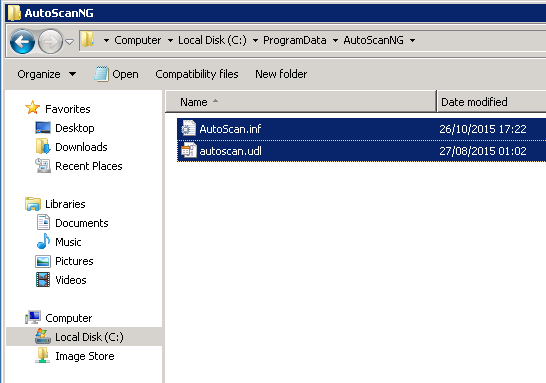 AutoScanNG
Computer Local Disk (C:) ProgramData AutoScanNG
Organize Open Compatibility files New folder
Favorites
Desktop
Downloads
Recent Places
Libraries
Documents
Music
Pictures
Videos
Computer
Local Disk (C:)
Image Store
Name Date modified
AutoScan.inf 26/10/2015 17:22
autoscan.udl 27/08/2015 01:02